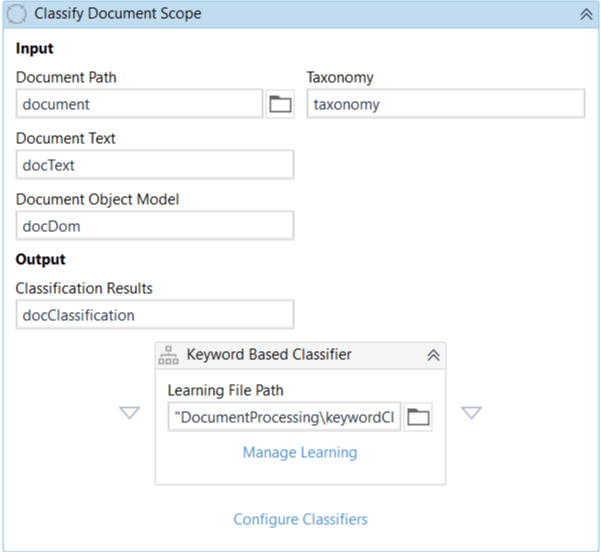 Classify Document Scope
Input
Document Path
Taxonomy
document
taxonomy
Document Text
docText
Document Object Model
docDom
Output
Classification Results
docClassification
Keyword Based Classifier
Learning File Path
"DocumentProcessing\keywordCl
Manage Learning
Configure Classifiers